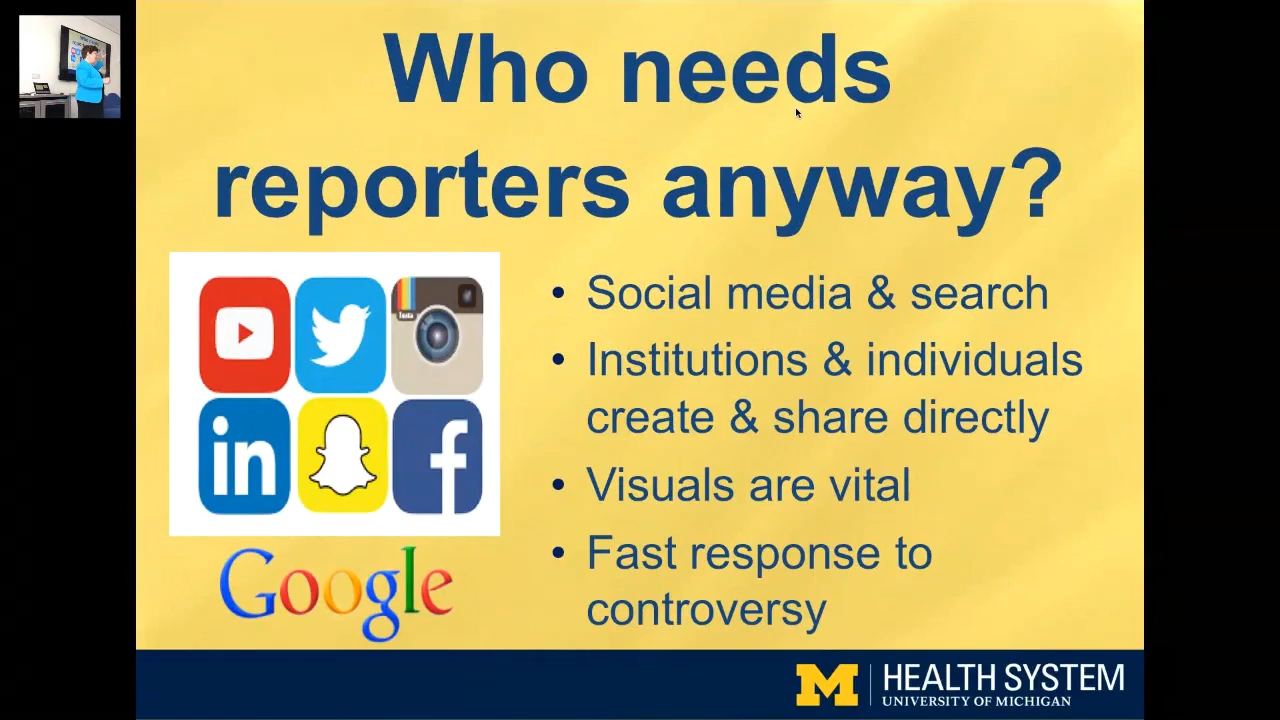 Who needs
reporters anyway?
Insta
in
f
Google
• Social media & search
• Institutions & individuals
create & share directly
• Visuals are vital
• Fast response to
controversy
M HEALTH SYSTEM
UNIVERSITY OF MICHIGAN